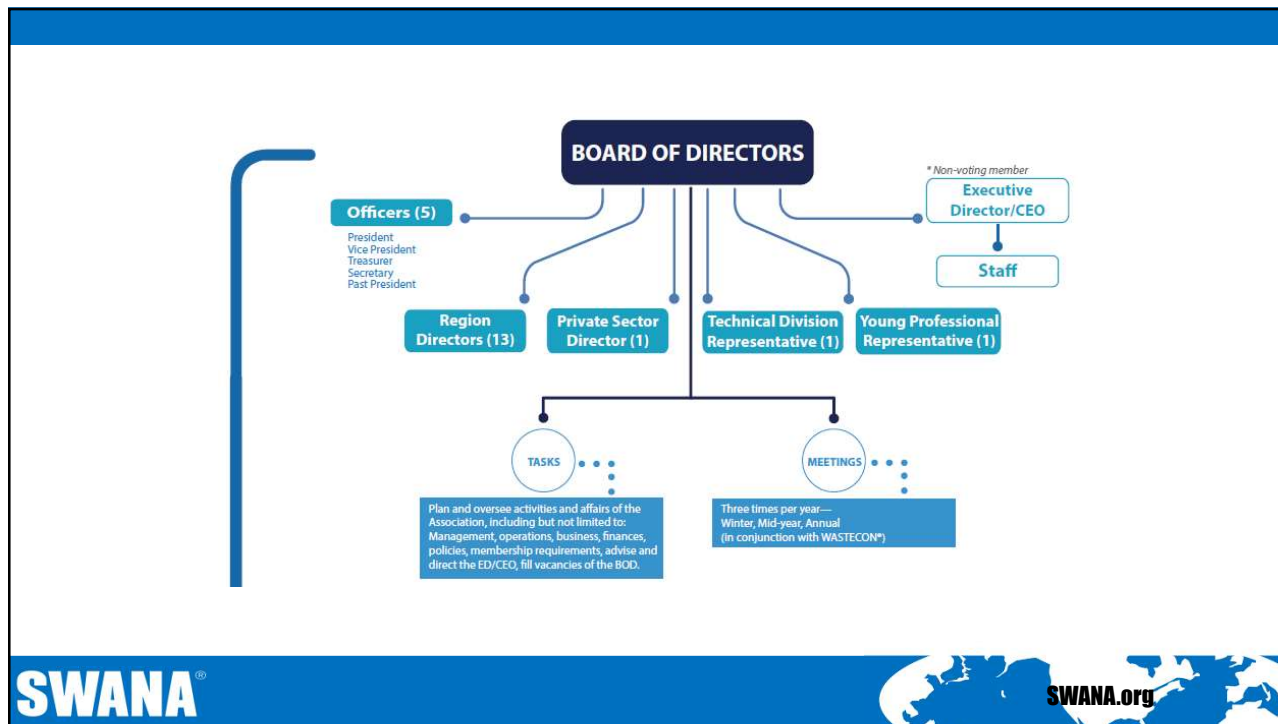 BOARD OF DIRECTORS
* Non-voting member
Executive
Director/CEO
Staff
Officers (5)
President
Vice President
Treasurer
Secretary
Past President
Region
Directors (13)
Private Sector
Director (1)
Technical Division
Representative (1)
Young Professional
Representative (1)
TASKS
Plan and oversee activities and affairs of the
Association, including but not limited to:
Management, operations, business, finances,
policies, membership requirements, advise and
direct the ED/CEO, fill vacancies of the BOD.
MEETINGS
Three times per year—
Winter, Mid-year, Annual
(in conjunction with WASTECON®)
SWANA®
SWANA.org